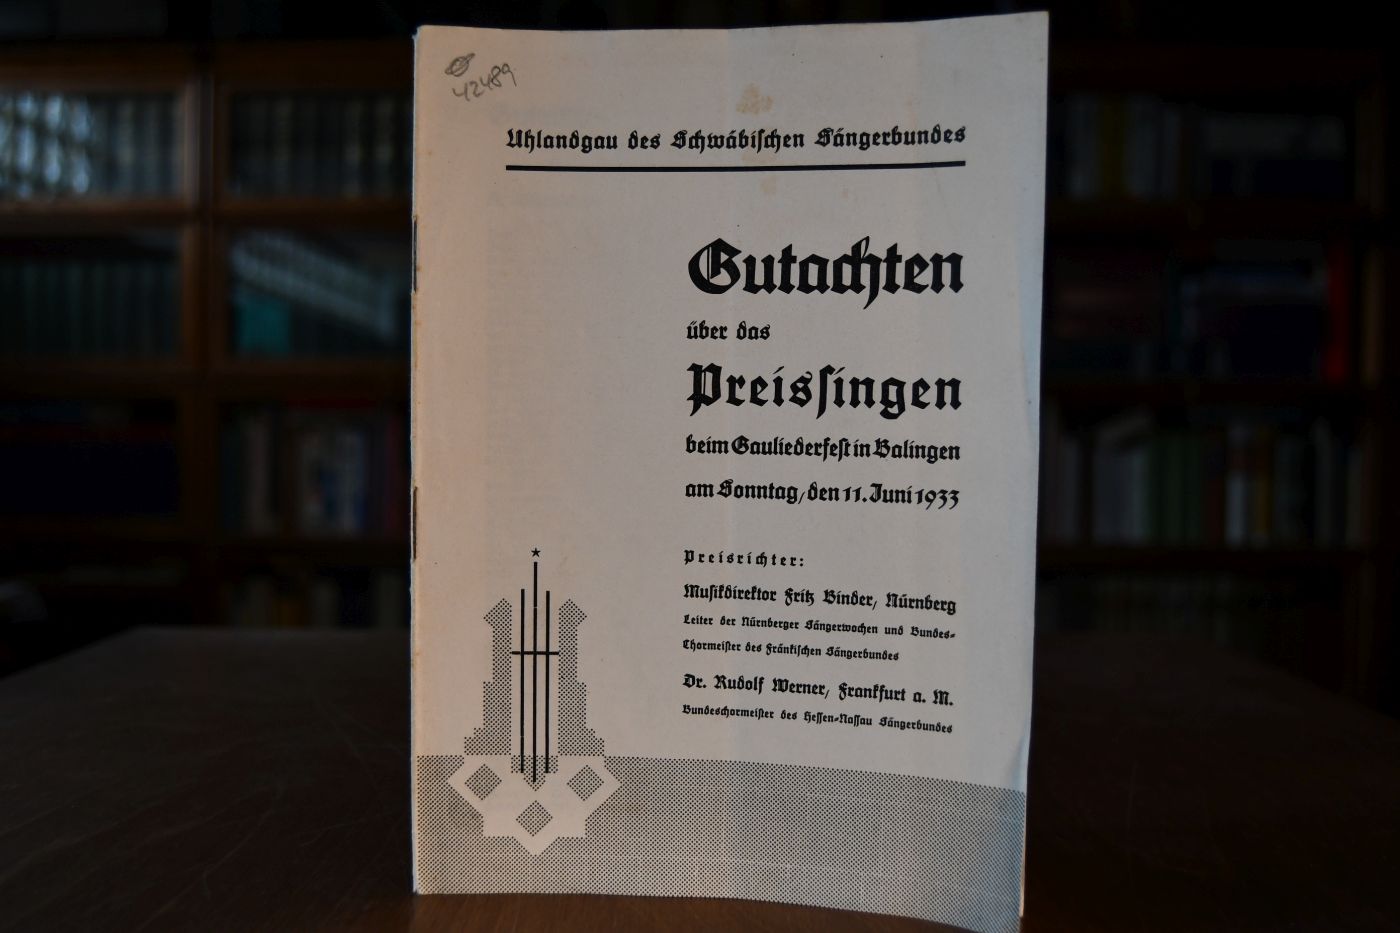 42489
Uhlandgau des Schwäbischen Sängerbundes
Gutachten
über das
Preissingen
beim Gauliederfest in Balingen
am Sonntag, den 11. Juni 1933
Preisrichter:
Musikdirektor Fritz Binder, Nürnberg
Leiter der Nürnberger Sängerwochen und Bundes-
Chormeister des Fränkischen Sängerbundes
Dr. Rudolf Werner, Frankfurt a. M.
Bundeschormeister des Hessen-Nassau Sängerbundes